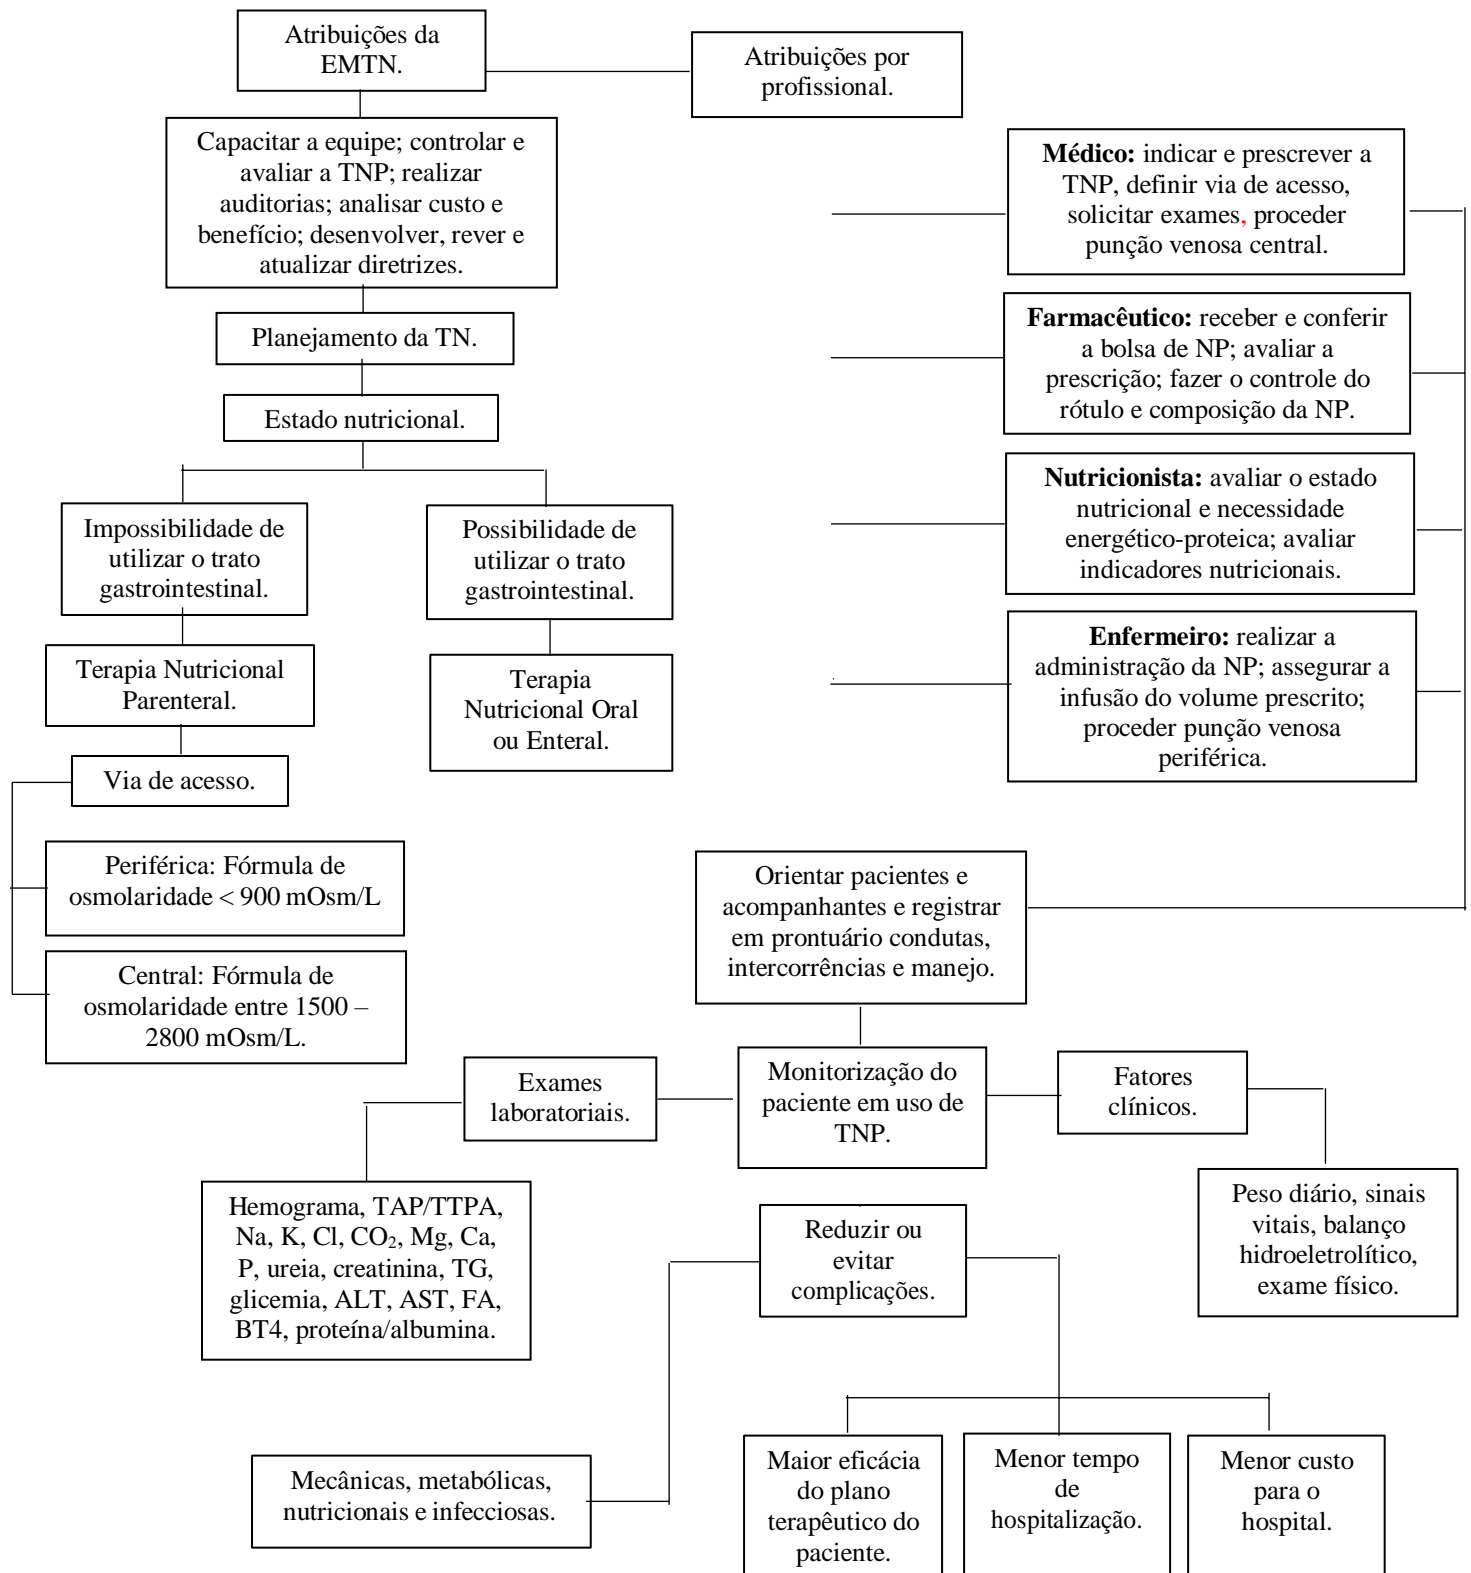 Atribuições da
EMTN.
Atribuições por
profissional.
Capacitar a equipe; controlar e
avaliar a TNP; realizar
auditorias; analisar custo e
benefício; desenvolver, rever e
atualizar diretrizes.
Planejamento da TN.
Estado nutricional.
Impossibilidade de
utilizar o trato
gastrointestinal.
Possibilidade de
utilizar o trato
gastrointestinal.
Terapia Nutricional
Parenteral.
Terapia
Nutricional Oral
ou Enteral.
Via de acesso.
Periférica: Fórmula de
osmolaridade < 900 mOsm/L
Central: Fórmula de
osmolaridade entre 1500 –
2800 mOsm/L.
Médico: indicar e prescrever a
TNP, definir via de acesso,
solicitar exames, proceder
punção venosa central.
Farmacêutico: receber e conferir
a bolsa de NP; avaliar a
prescrição; fazer o controle do
rótulo e composição da NP.
Nutricionista: avaliar o estado
nutricional e necessidade
energético-proteica; avaliar
indicadores nutricionais.
Enfermeiro: realizar a
administração da NP; assegurar a
infusão do volume prescrito;
proceder punção venosa
periférica.
Orientar pacientes e
acompanhantes e registrar
em prontuário condutas,
intercorrências e manejo.
Exames
laboratoriais.
Monitorização do
paciente em uso de
TNP.
Fatores
clínicos.
Hemograma, TAP/TTPA,
Na, K, Cl, CO₂, Mg, Ca,
P, ureia, creatinina, TG,
glicemia, ALT, AST, FA,
BT4, proteína/albumina.
Peso diário, sinais
vitais, balanço
hidroeletrolítico,
exame físico.
Reduzir ou
evitar
complicações.
Mecânicas, metabólicas,
nutricionais e infecciosas.
Maior eficácia
do plano
terapêutico do
paciente.
Menor tempo
de
hospitalização.
Menor custo
para o
hospital.